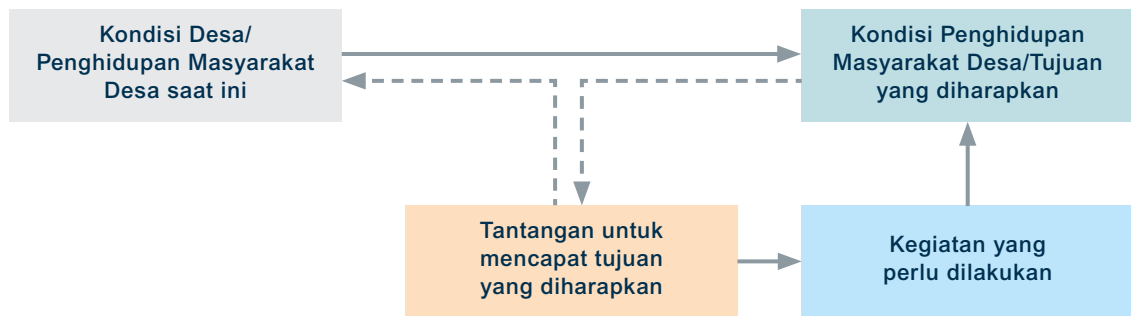 Kondisi Desa/
Penghidupan Masyarakat
Desa saat ini
Kondisi Penghidupan
Masyarakat Desa/Tujuan
yang diharapkan
Tantangan untuk
mencapat tujuan
yang diharapkan
Kegiatan yang
perlu dilakukan